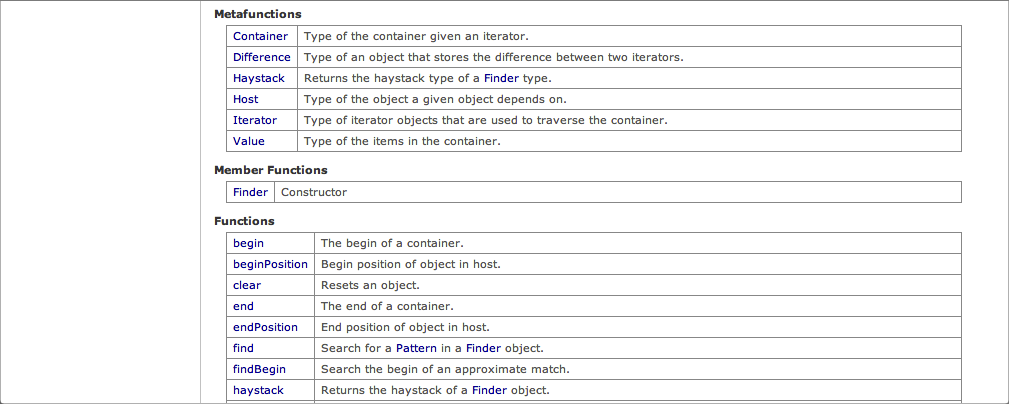 Metafunctions
Container Type of the container given an iterator.
Difference Type of an object that stores the difference between two iterators.
Haystack Returns the haystack type of a Finder type.
Host Type of the object a given object depends on.
Iterator Type of iterator objects that are used to traverse the container.
Value Type of the items in the container.
Member Functions
Finder Constructor
Functions
begin The begin of a container.
beginPosition Begin position of object in host.
clear Resets an object.
end The end of a container.
endPosition End position of object in host.
find Search for a Pattern in a Finder object.
findBegin Search the begin of an approximate match.
haystack Returns the haystack of a Finder object.